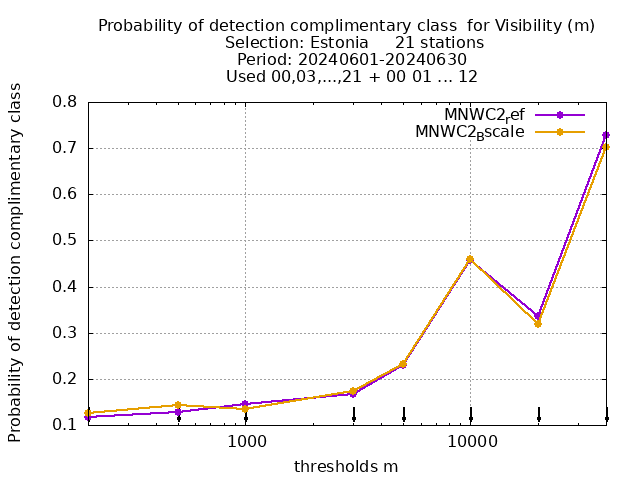 Probability of detection complimentary class  for Visibility (m)
Selection: Estonia     21 stations
Period: 20240601-20240630
Used 00,03,...,21 + 00 01 ... 12
Probability of detection complimentary class
0.8
0.7
0.6
0.5
0.4
0.3
0.2
0.1
MNWC2ref
MNWC2Bscale
1000
10000
thresholds m